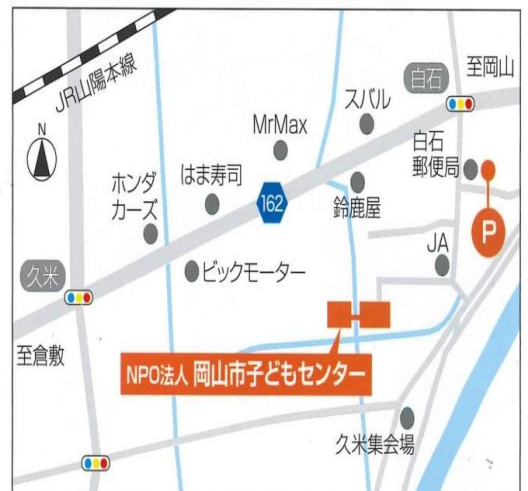 JR山陽本線
白石
至岡山
スバル
MrMax
N
白石
郵便局
ホンダ
カーズ
はま寿司
162
鈴鹿屋
P
JA
久米
ビックモーター
至倉敷
NPO法人 岡山市子どもセンター
久米集会場